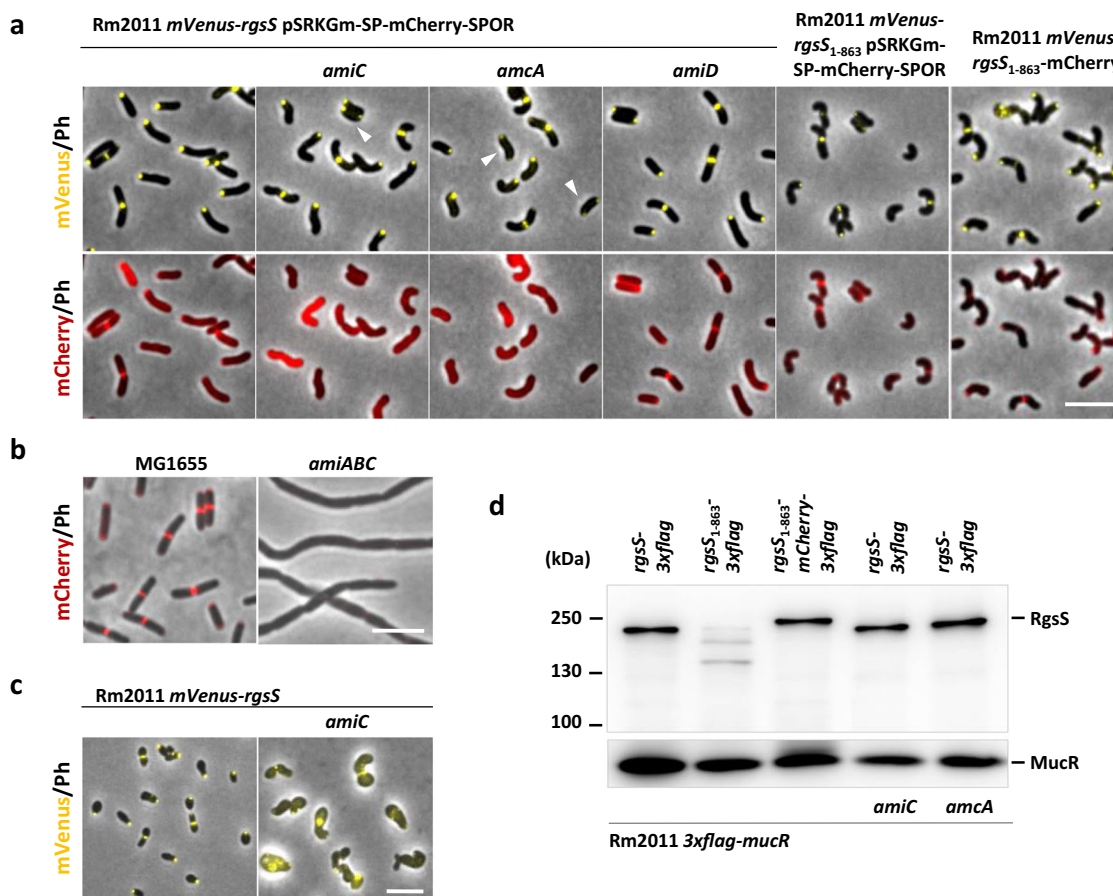 a
Rm2011 mVenus-rgsS pSRKGm-SP-mCherry-SPOR
amiC
amcA
amiD
Rm2011 mVenus-
rgsS1-863 pSRKGm-
SP-mCherry-SPOR
Rm2011 mVenus-
rgsS1-863-mCherry
mVenus/Ph
mCherry/Ph
b
MG1655
amiABC
mCherry/Ph
c
Rm2011 mVenus-rgsS
amiC
mVenus/Ph
d
(kDa)
rgsS-
3xflag
rgsS1-863-
3xflag
rgsS1-863-
mCherry-
3xflag
rgsS-
3xflag
rgsS-
3xflag
250
130
100
RgsS
MucR
amiC
amcA
Rm2011 3xflag-mucR